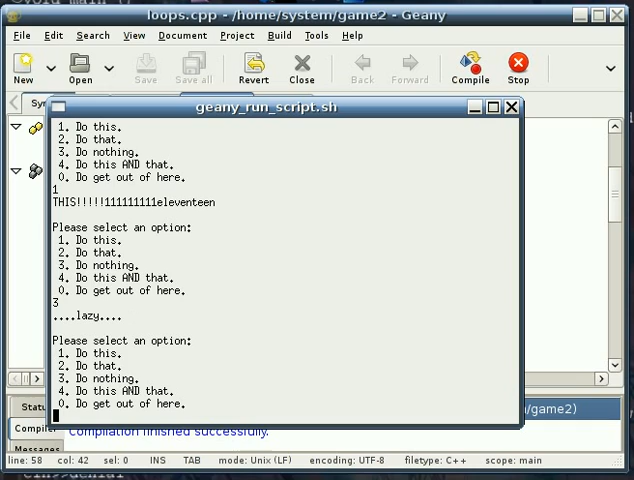 loops.cpp - /home/system/game2 - Geany
File Edit Search View Document Project Build Tools Help
New Open Save Save all Revert Close Back Forward Compile Stop
geany_run_script.sh
1. Do this.
2. Do that.
3. Do nothing.
4. Do this AND that.
0. Do get out of here.
1
THIS!!!!!111111111eleventeen
Please select an option:
1. Do this.
2. Do that.
3. Do nothing.
4. Do this AND that.
0. Do get out of here.
3
....lazy....
Please select an option:
1. Do this.
2. Do that.
3. Do nothing.
4. Do this AND that.
0. Do get out of here.
/game2)
Compilation finished successfully.
Messages
line: 58 col: 42 sel: 0 INS TAB mode: Unix (LF) encoding: UTF-8 filetype: C++ scope: main